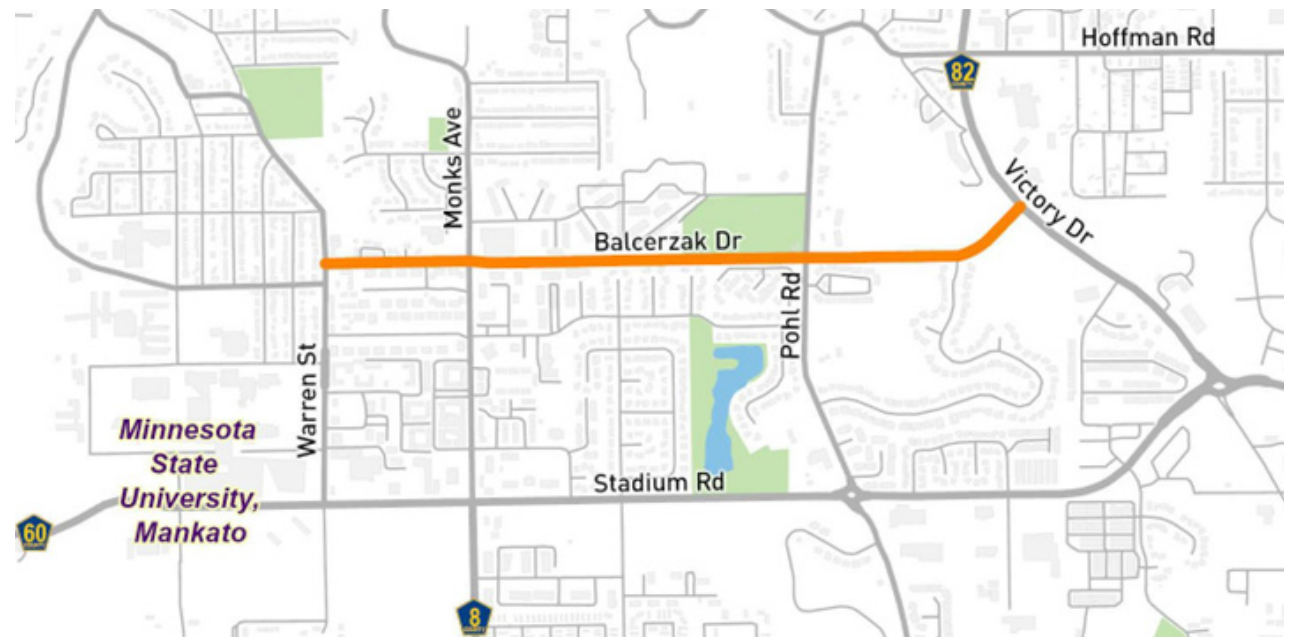 Hoffman Rd
82
Monks Ave
Victory Dr
Balcerzak Dr
Pohl Rd
Warren St
Minnesota
State
University,
Mankato
Stadium Rd
60
8